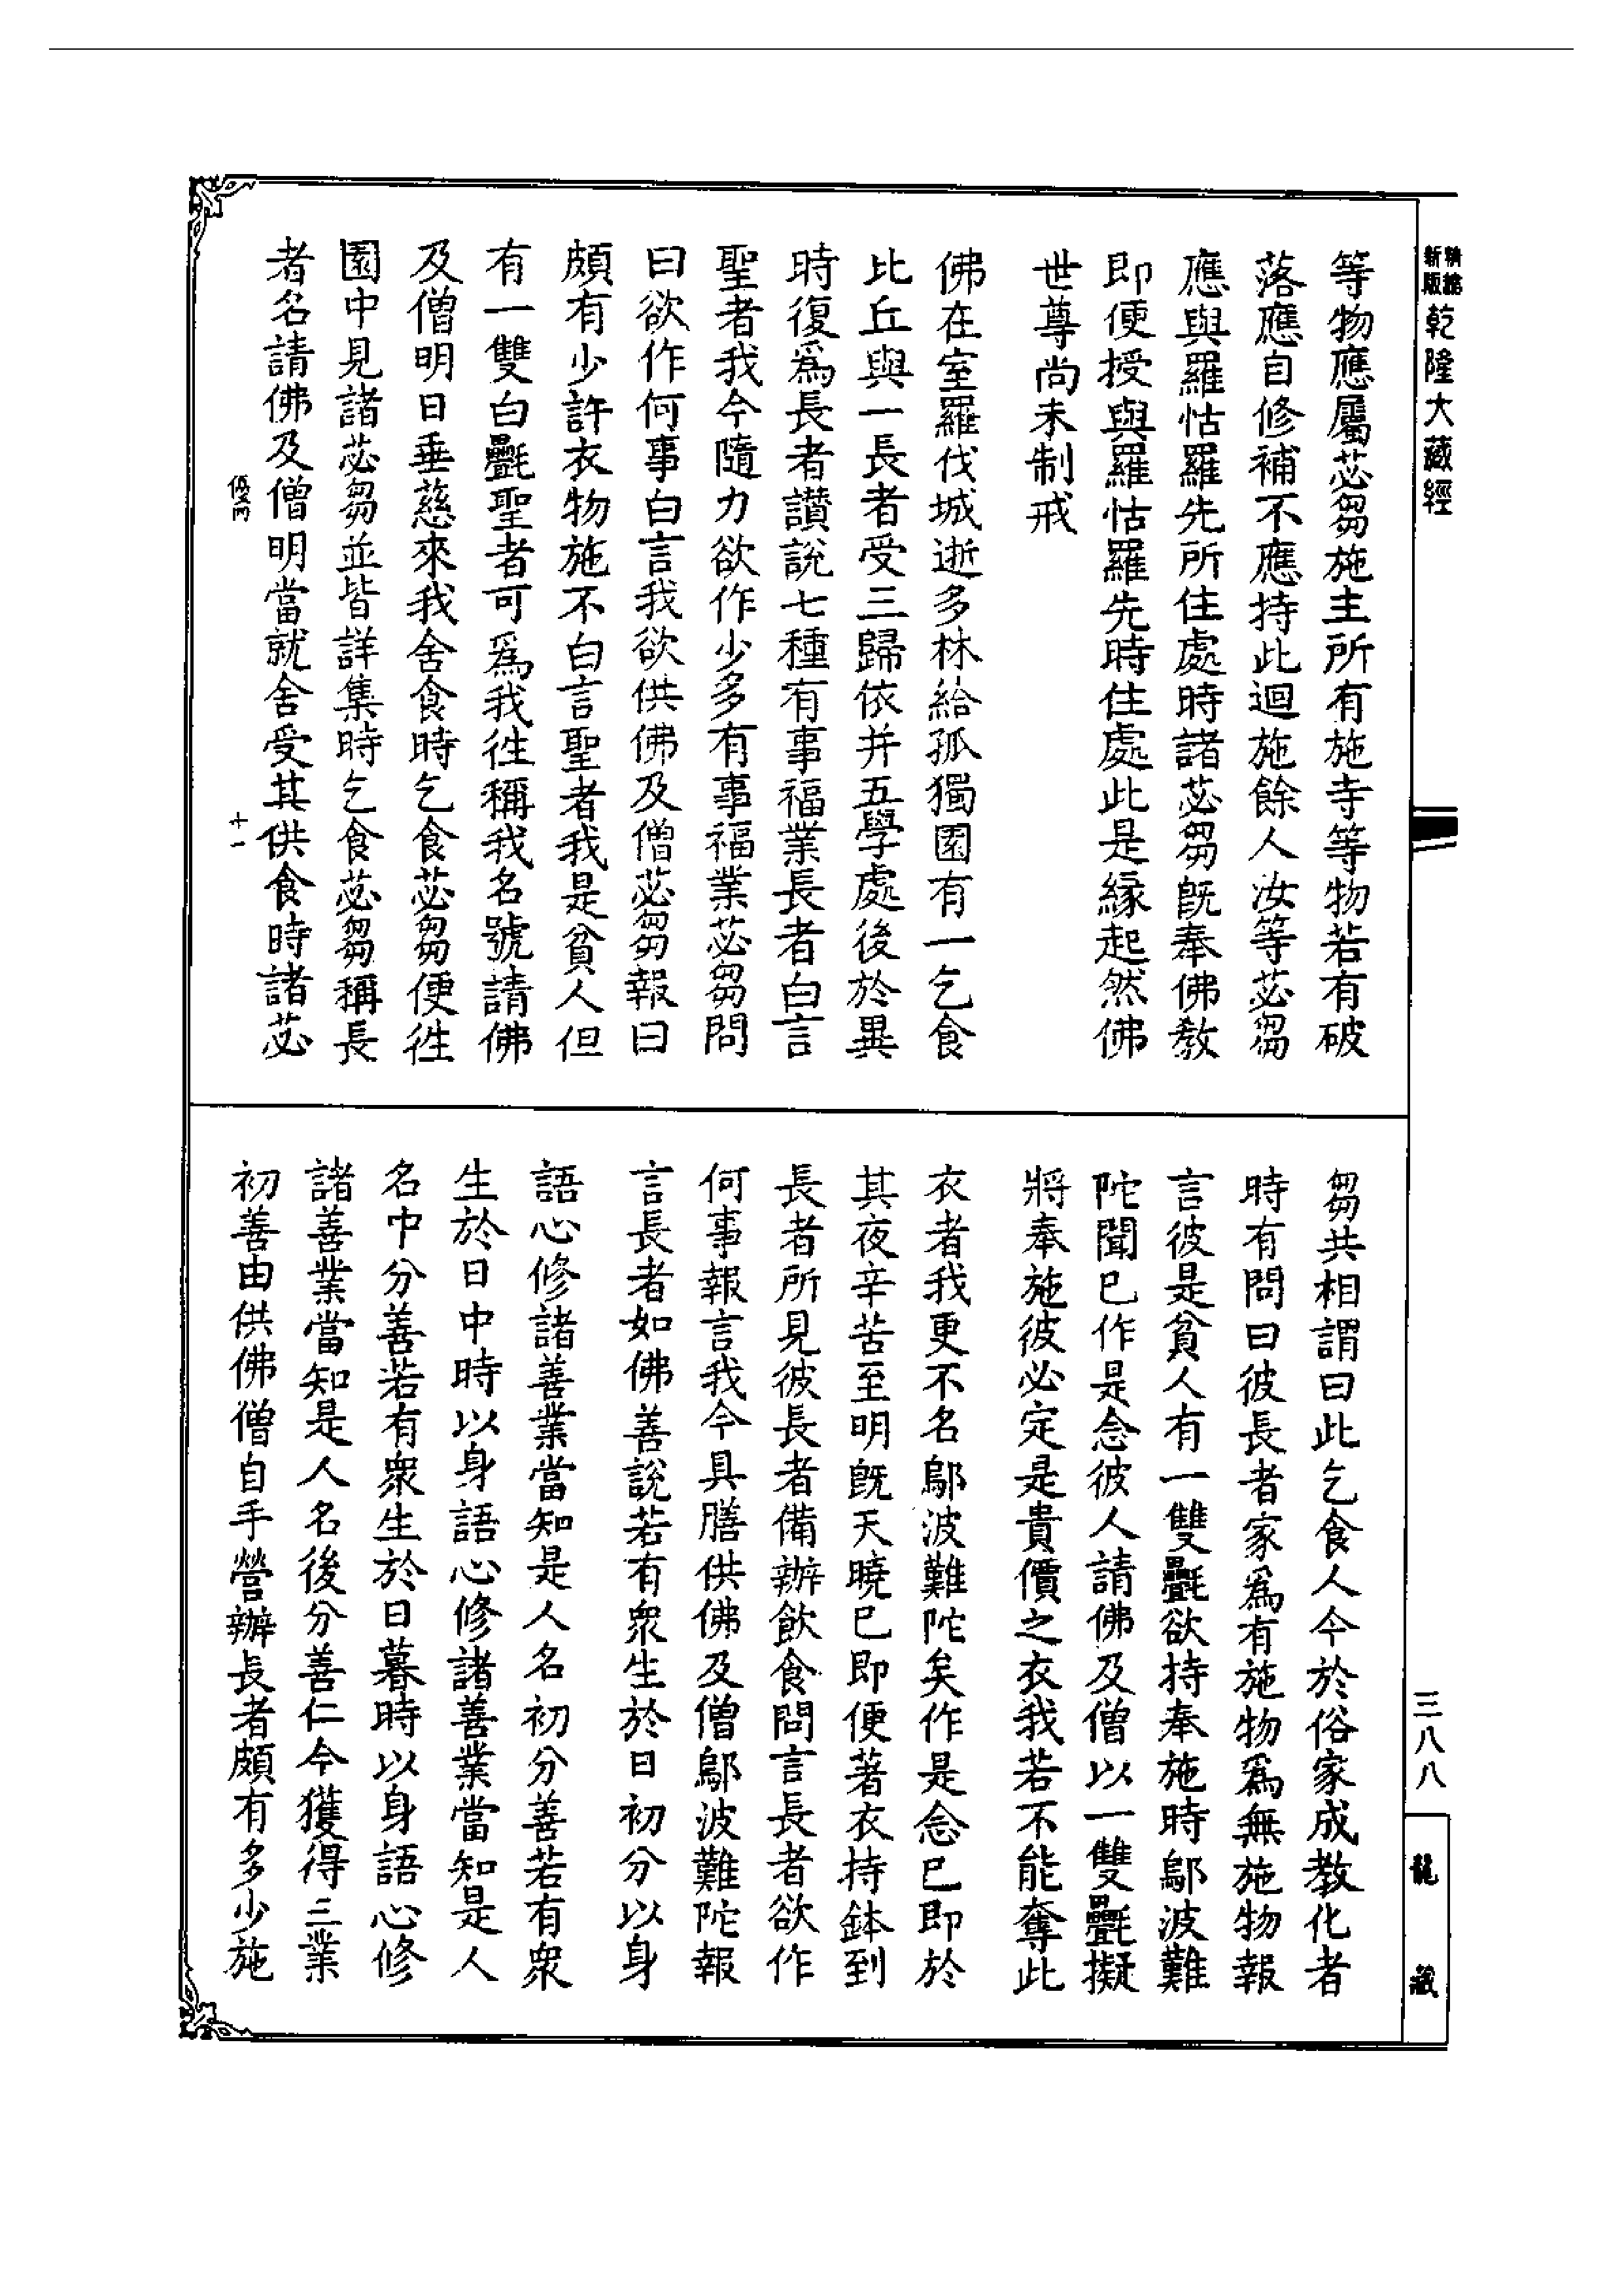 新版
精縮
乾隆大藏經
等物應屬苾芻施主所有施寺等物若有破
落應自修補不應持此迴施餘人汝等苾芻
應與羅怙羅先所住處時諸苾芻旣奉佛敎
即便授與羅怙羅先時住處此是緣起然佛
世尊尚未制戒
佛在室羅伐城逝多林給孤獨園有一乞食
比丘與一長者受三歸依并五學處後於異
時復爲長者讚說七種有事福業長者白言
聖者我今隨力欲作少多有事福業苾芻問
曰欲作何事白言我欲供佛及僧苾芻報曰
頗有少許衣物施不白言聖者我是貧人但
有一雙白㲲聖者可爲我往稱我名號請佛
及僧明日垂慈來我舍食時乞食苾芻便往
園中見諸苾芻並皆詳集時乞食苾芻稱長
者名請佛及僧明當就舍受其供食時諸苾
十一
芻共相謂曰此乞食人今於俗家成教化者
時有問曰彼長者家爲有施物爲無施物報
言彼是貧人有一雙㲲欲持奉施時鄔波難
陀聞已作是念彼人請佛及僧以一雙㲲擬
將奉施彼必定是貴價之衣我若不能奪此
衣者我更不名鄔波難陀矣作是念已即於
其夜辛苦至明旣天曉已即便著衣持鉢到
長者所見彼長者備辦飲食問言長者欲作
何事報言我今具膳供佛及僧鄔波難陀報
言長者如佛善說若有衆生於日初分以身
語心修諸善業當知是人名初分善若有衆
生於日中時以身語心修諸善業當知是人
名中分善若有衆生於日暮時以身語心修
諸善業當知是人名後分善仁今獲得三業
初善由供佛僧自手營辦長者頗有多少施
三八八
龍藏